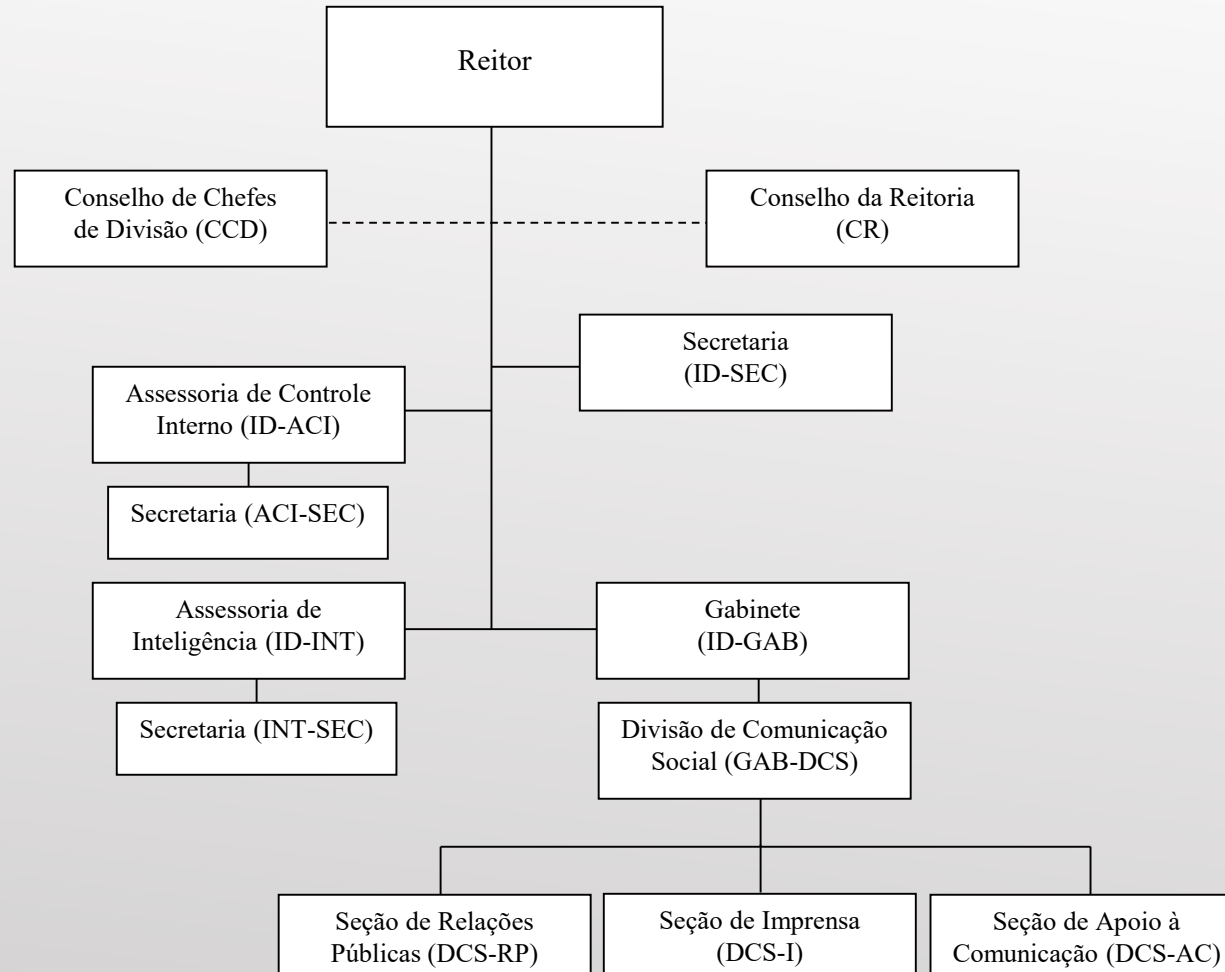 Reitor
Conselho de Chefes
de Divisão (CCD)
Conselho da Reitoria
(CR)
Secretaria
(ID-SEC)
Assessoria de Controle
Interno (ID-ACI)
Secretaria (ACI-SEC)
Assessoria de
Inteligência (ID-INT)
Gabinete
(ID-GAB)
Secretaria (INT-SEC)
Divisão de Comunicação
Social (GAB-DCS)
Seção de Relações
Públicas (DCS-RP)
Seção de Imprensa
(DCS-I)
Seção de Apoio à
Comunicação (DCS-AC)